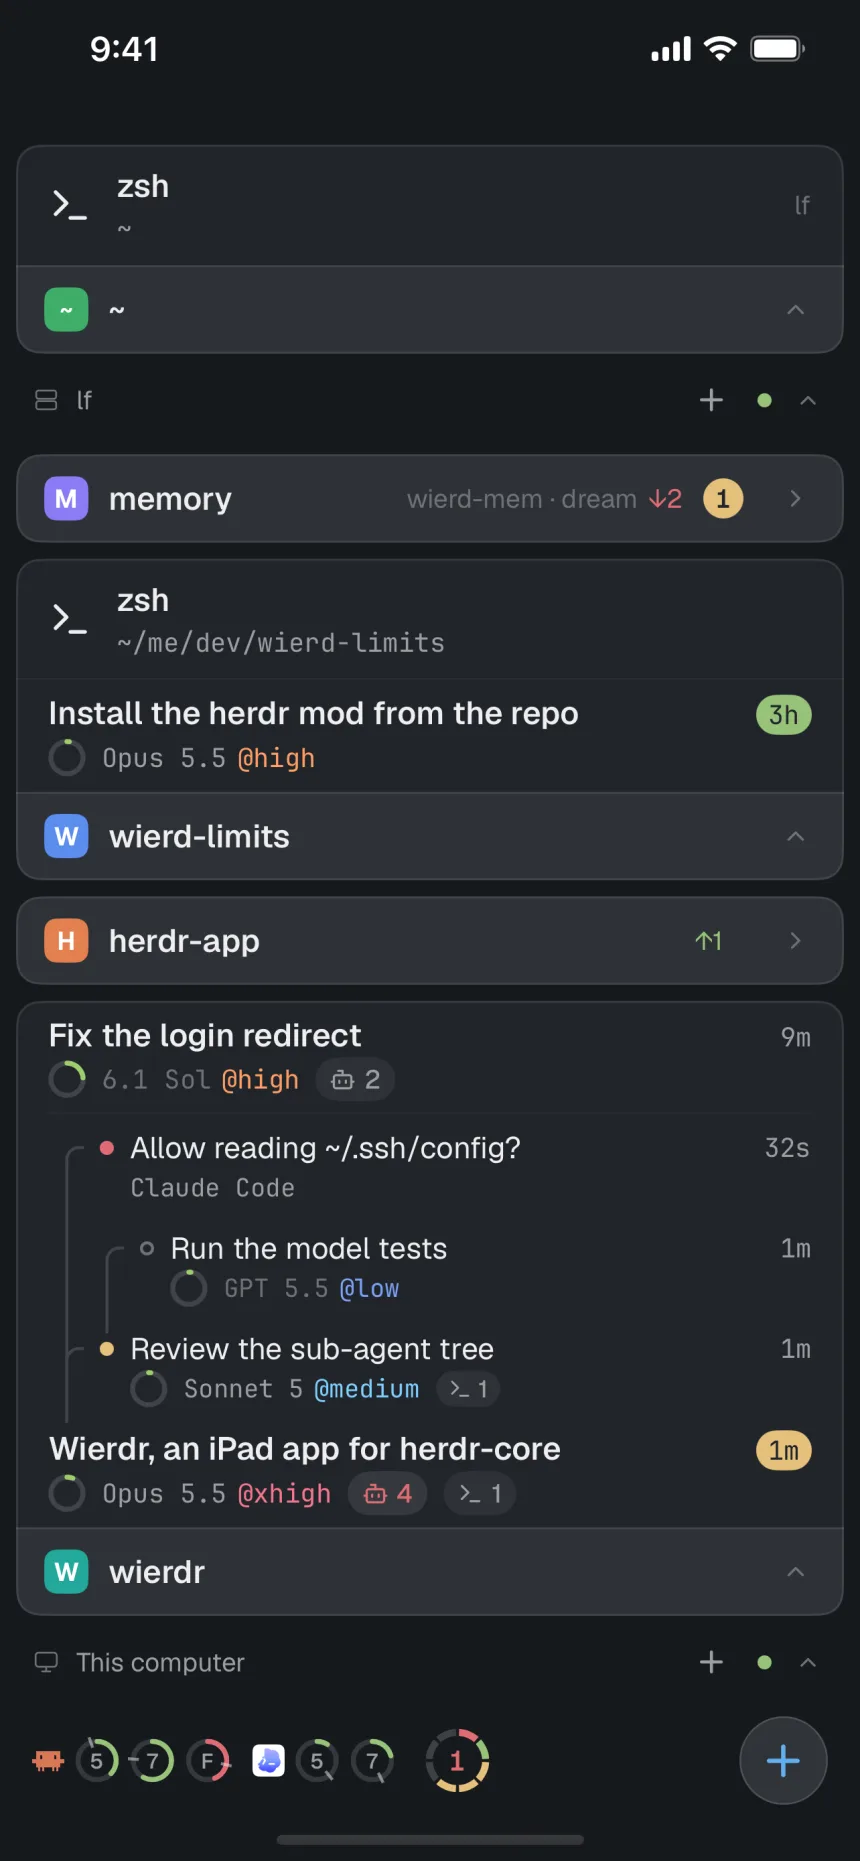 9:41
zsh
~
lf
~ ~
lf
M memory wierd-mem · dream ↓2 1
zsh
~/me/dev/wierd-limits
Install the herdr mod from the repo 3h
Opus 5.5 @high
W wierd-limits
H herdr-app ↑1
Fix the login redirect 9m
6.1 Sol @high 2
Allow reading ~/.ssh/config? 32s
Claude Code
Run the model tests 1m
GPT 5.5 @low
Review the sub-agent tree 1m
Sonnet 5 @medium >_ 1
Wierdr, an iPad app for herdr-core 1m
Opus 5.5 @xhigh 4 >_ 1
W wierdr
This computer
5 7 F 5 7 1